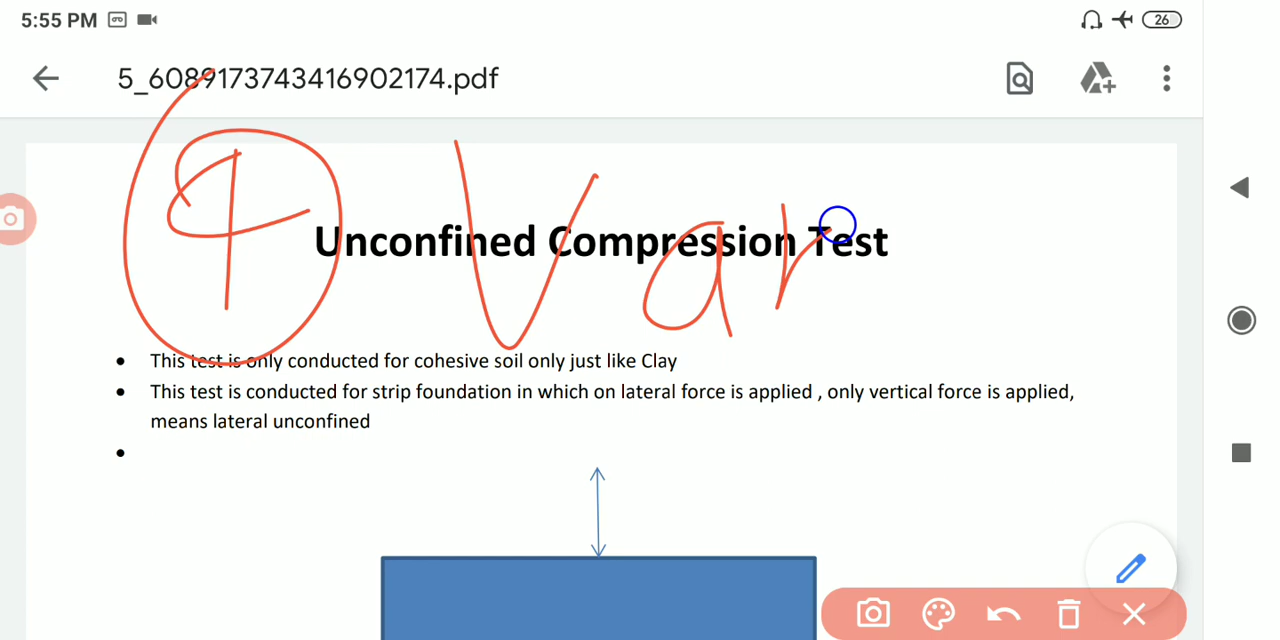 5:55 PM 26
5_6089173743416902174.pdf
Var
Unconfined Compression Test
• This test is only conducted for cohesive soil only just like Clay
• This test is conducted for strip foundation in which on lateral force is applied , only vertical force is applied,
means lateral unconfined
•